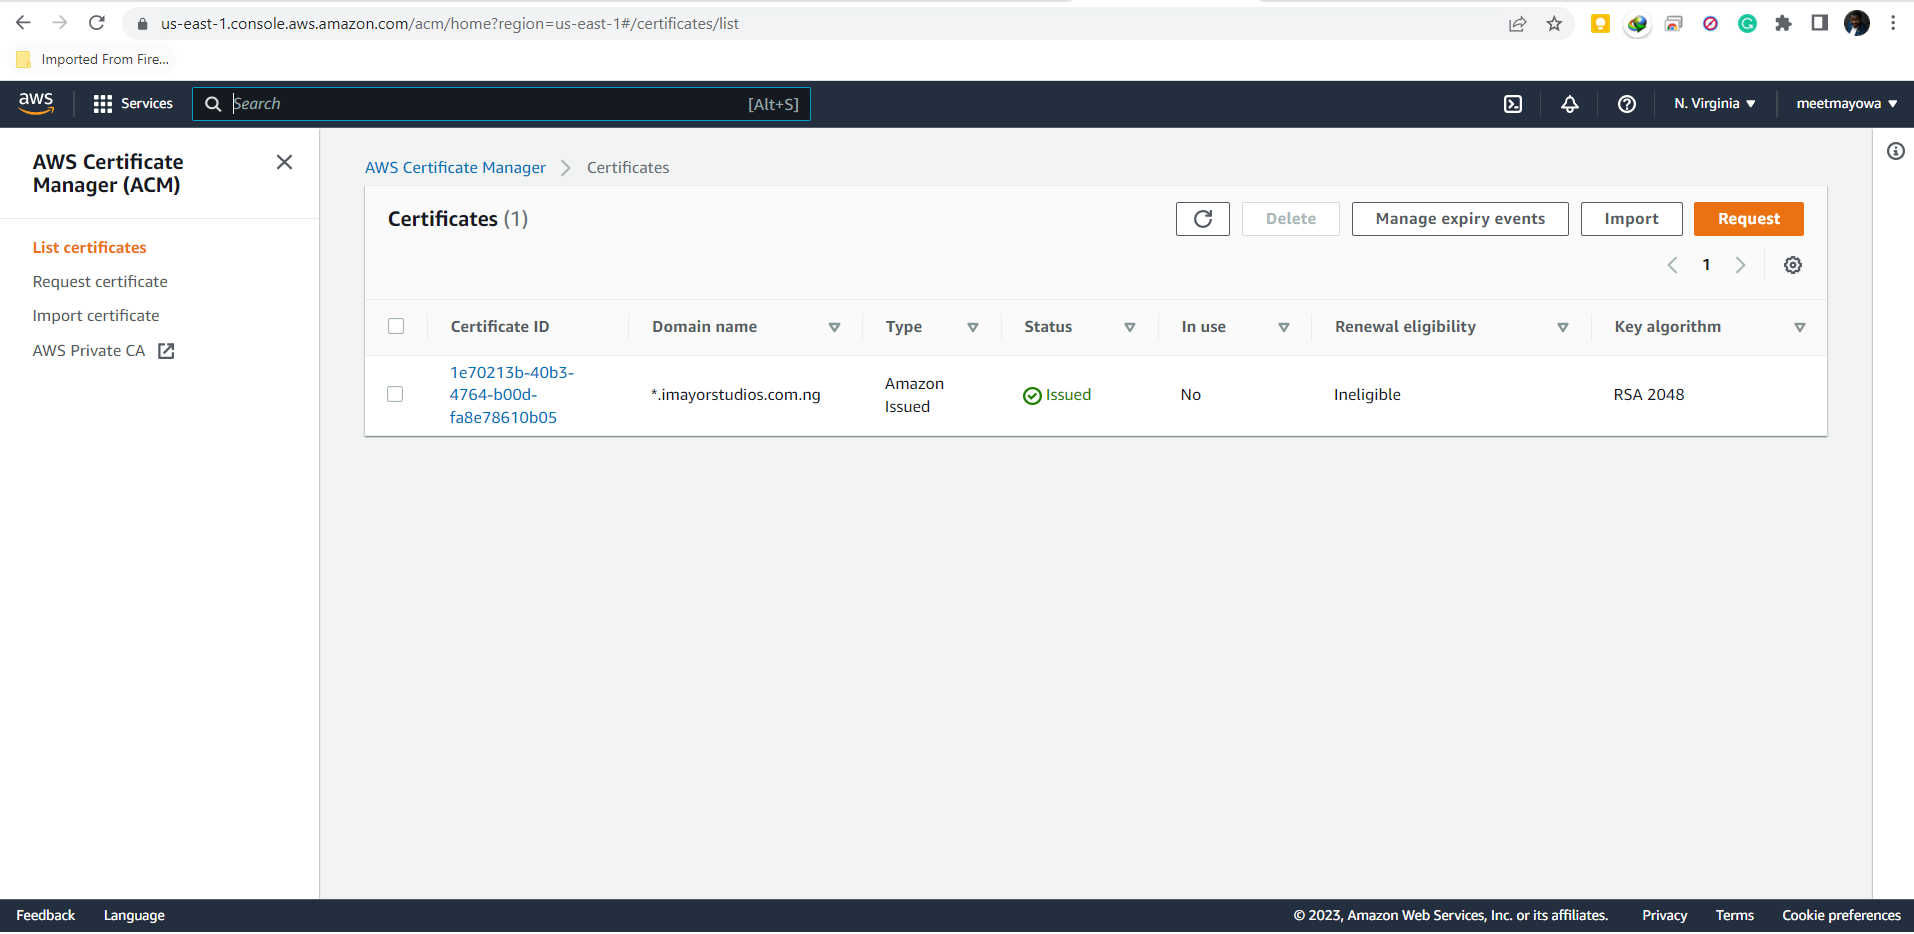 us-east-1.console.aws.amazon.com/acm/home?region=us-east-1#/certificates/list
Imported From Fire...
aws
Services
Search
[Alt+S]
N. Virginia
meetmayowa
AWS Certificate
Manager (ACM)
List certificates
Request certificate
Import certificate
AWS Private CA
AWS Certificate Manager
Certificates
Certificates (1)
Delete
Manage expiry events
Import
Request
1
Certificate ID
Domain name
Type
Status
In use
Renewal eligibility
Key algorithm
1e70213b-40b3-
4764-b00d-
fa8e78610b05
*.imayorstudios.com.ng
Amazon
Issued
Issued
No
Ineligible
RSA 2048
Feedback
Language
© 2023, Amazon Web Services, Inc. or its affiliates.
Privacy
Terms
Cookie preferences